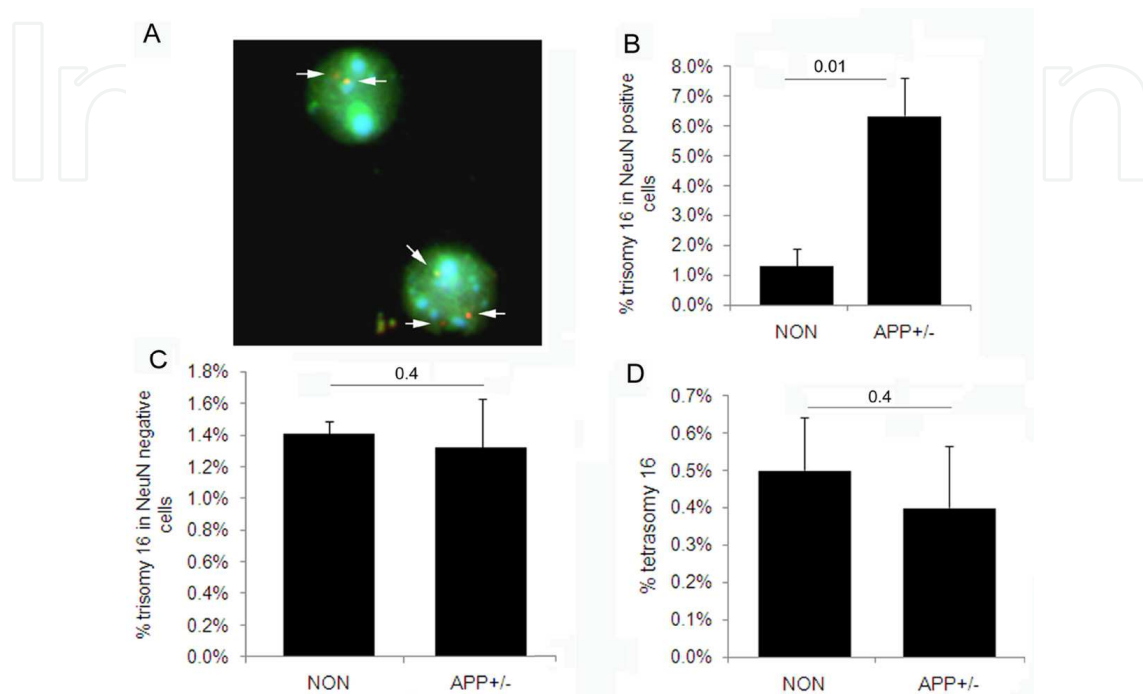 A
B
8.0%
7.0%
6.0%
5.0%
4.0%
3.0%
2.0%
1.0%
0.0%
% trisomy 16 in NeuN positive
cells
0.01
NON APP+/-
C
1.8%
1.6%
1.4%
1.2%
1.0%
0.8%
0.6%
0.4%
0.2%
0.0%
% trisomy 16 in NeuN negative
cells
0.4
NON APP+/-
D
0.7%
0.6%
0.5%
0.4%
0.3%
0.2%
0.1%
0.0%
% tetrasomy 16
0.4
NON APP+/-